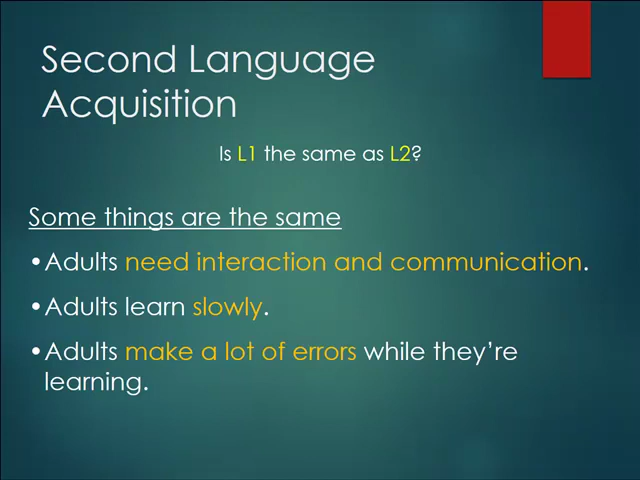 Second Language
Acquisition
Is L1 the same as L2?
Some things are the same
•Adults need interaction and communication.
•Adults learn slowly.
•Adults make a lot of errors while they’re
learning.